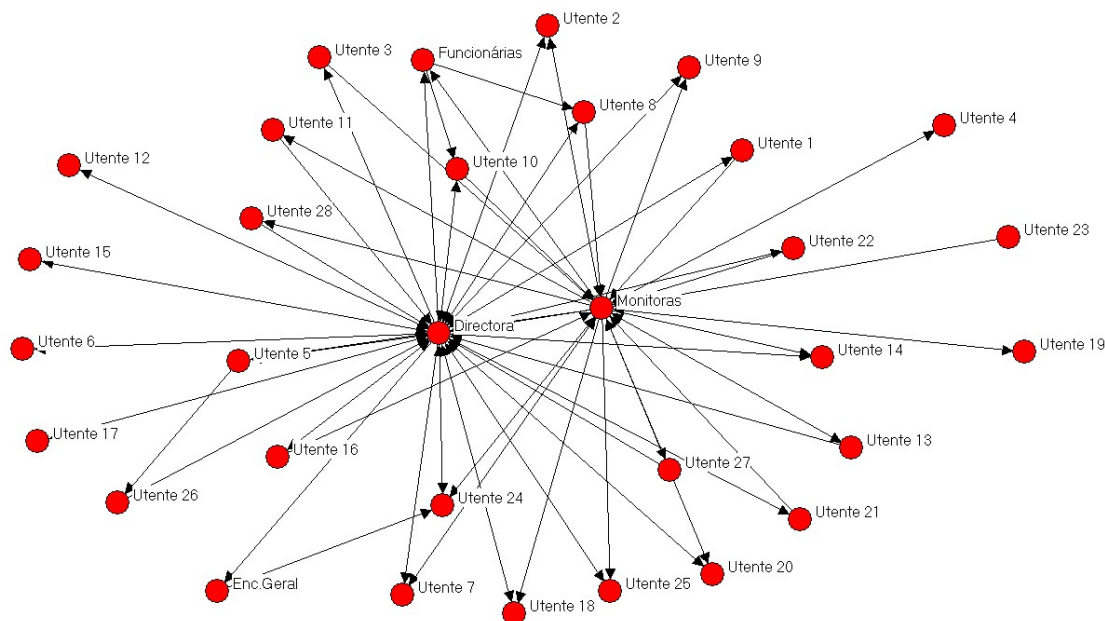 Utente 2
Utente 3
Funcionárias
Utente 9
Utente 8
Utente 4
Utente 11
Utente 1
Utente 12
Utente 10
Utente 28
Utente 23
Utente 22
Utente 15
Monitoras
Directora
Utente 6
Utente 5
Utente 14
Utente 19
Utente 17
Utente 13
Utente 16
Utente 27
Utente 26
Utente 24
Utente 21
Utente 20
Enc.Geral
Utente 7
Utente 25
Utente 18